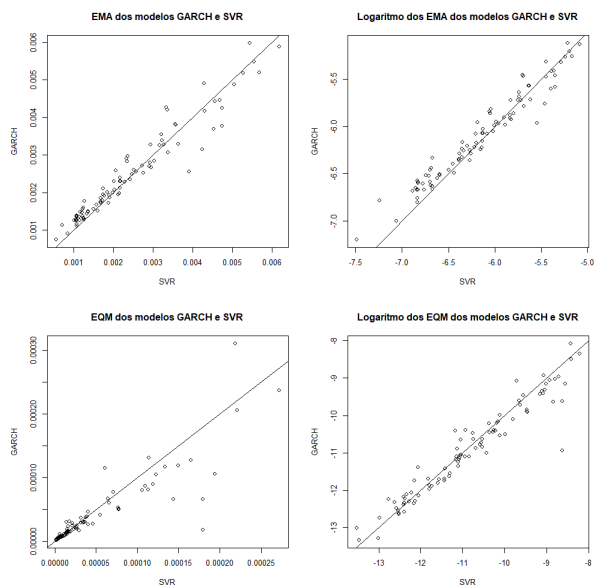 EMA dos modelos GARCH e SVR
GARCH
0.001 0.002 0.003 0.004 0.005 0.006
0.001 0.002 0.003 0.004 0.005 0.006
SVR
Logaritmo dos EMA dos modelos GARCH e SVR
GARCH
-7.0 -6.5 -6.0 -5.5
-7.5 -7.0 -6.5 -6.0 -5.5 -5.0
SVR
EQM dos modelos GARCH e SVR
GARCH
0.00000 0.00010 0.00020 0.00030
0.00000 0.00005 0.00010 0.00015 0.00020 0.00025
SVR
Logaritmo dos EQM dos modelos GARCH e SVR
GARCH
-13 -12 -11 -10 -9 -8
-13 -12 -11 -10 -9 -8
SVR